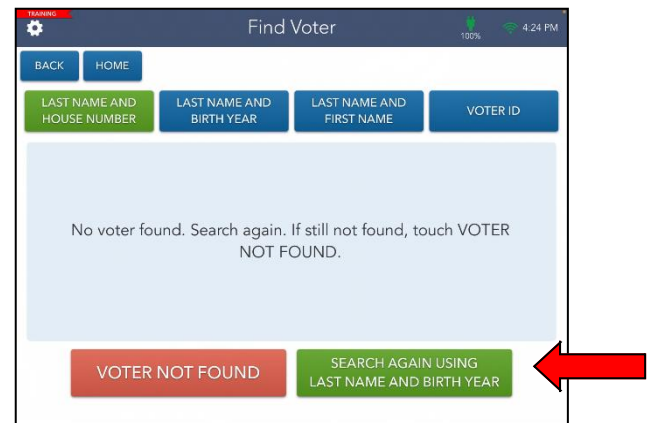 TRAINING
Find Voter
100%
4:24 PM
BACK
HOME
LAST NAME AND
HOUSE NUMBER
LAST NAME AND
BIRTH YEAR
LAST NAME AND
FIRST NAME
VOTER ID
No voter found. Search again. If still not found, touch VOTER
NOT FOUND.
VOTER NOT FOUND
SEARCH AGAIN USING
LAST NAME AND BIRTH YEAR